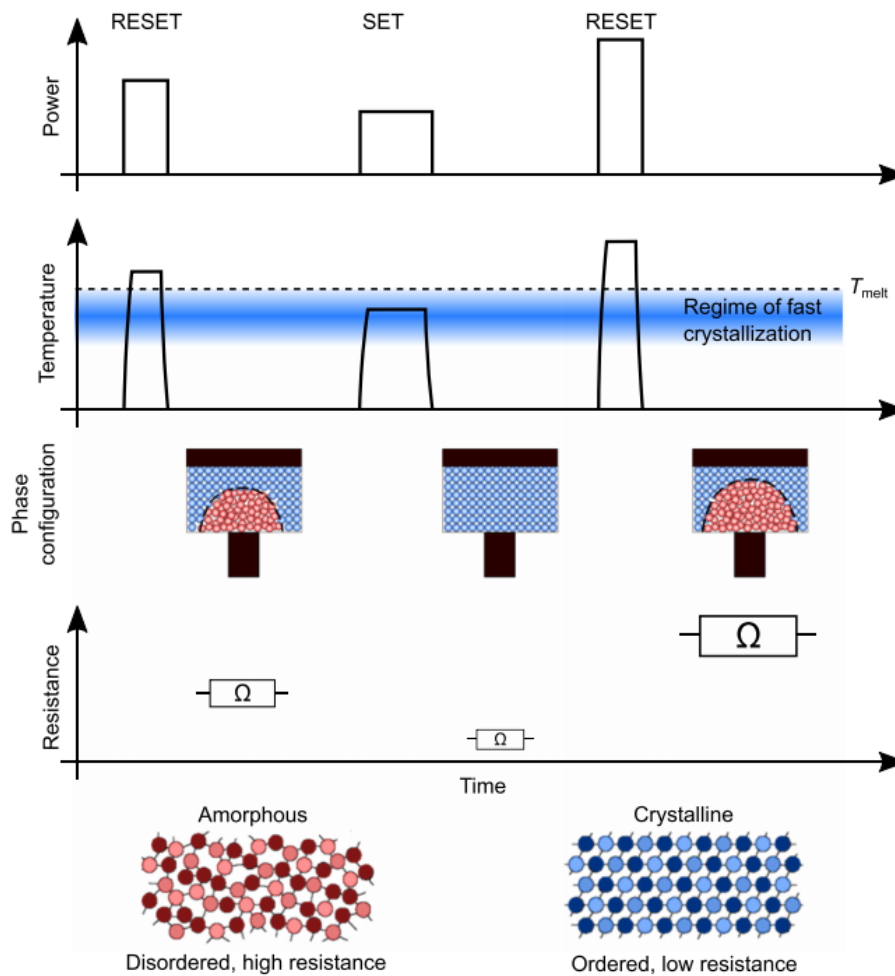 RESET
SET
RESET
Power
Temperature
T_melt
Regime of fast
crystallization
Phase
configuration
Resistance
Ω
Ω
Ω
Time
Amorphous
Crystalline
Disordered, high resistance
Ordered, low resistance